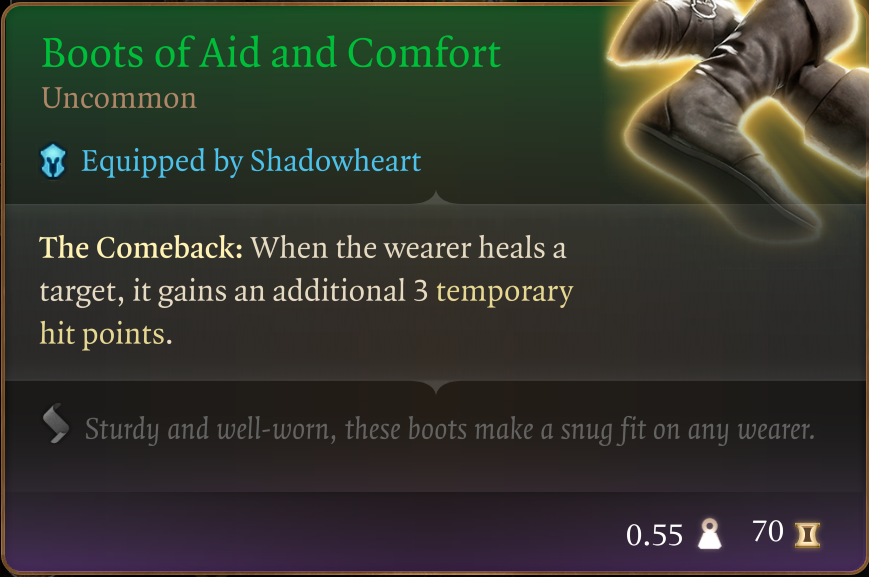 Boots of Aid and Comfort
Uncommon
Equipped by Shadowheart
The Comeback: When the wearer heals a
target, it gains an additional 3 temporary
hit points.
Sturdy and well-worn, these boots make a snug fit on any wearer.
0.55 70